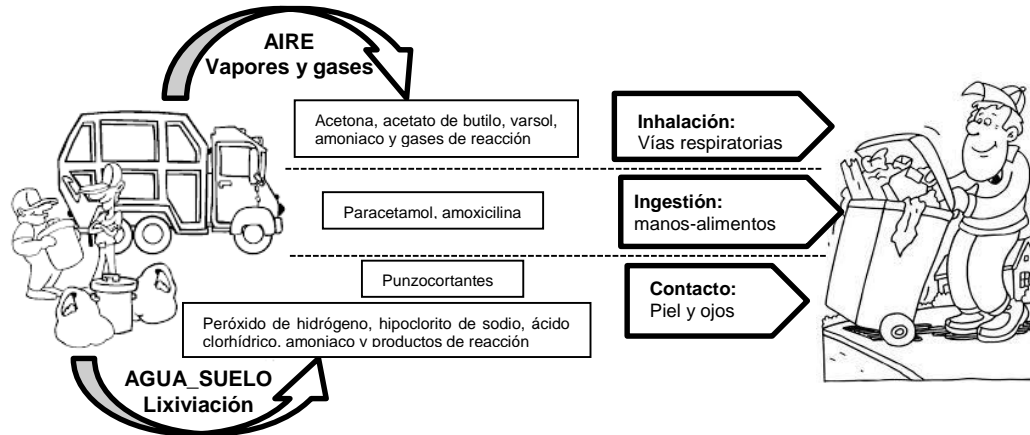 AIRE
Vapores y gases
Acetona, acetato de butilo, varsol,
amoniaco y gases de reacción
Inhalación:
Vías respiratorias
Paracetamol, amoxicilina
Ingestión:
manos-alimentos
Punzocortantes
Contacto:
Piel y ojos
Peróxido de hidrógeno, hipoclorito de sodio, ácido
clorhídrico, amoniaco y productos de reacción
AGUA_SUELO
Lixiviación